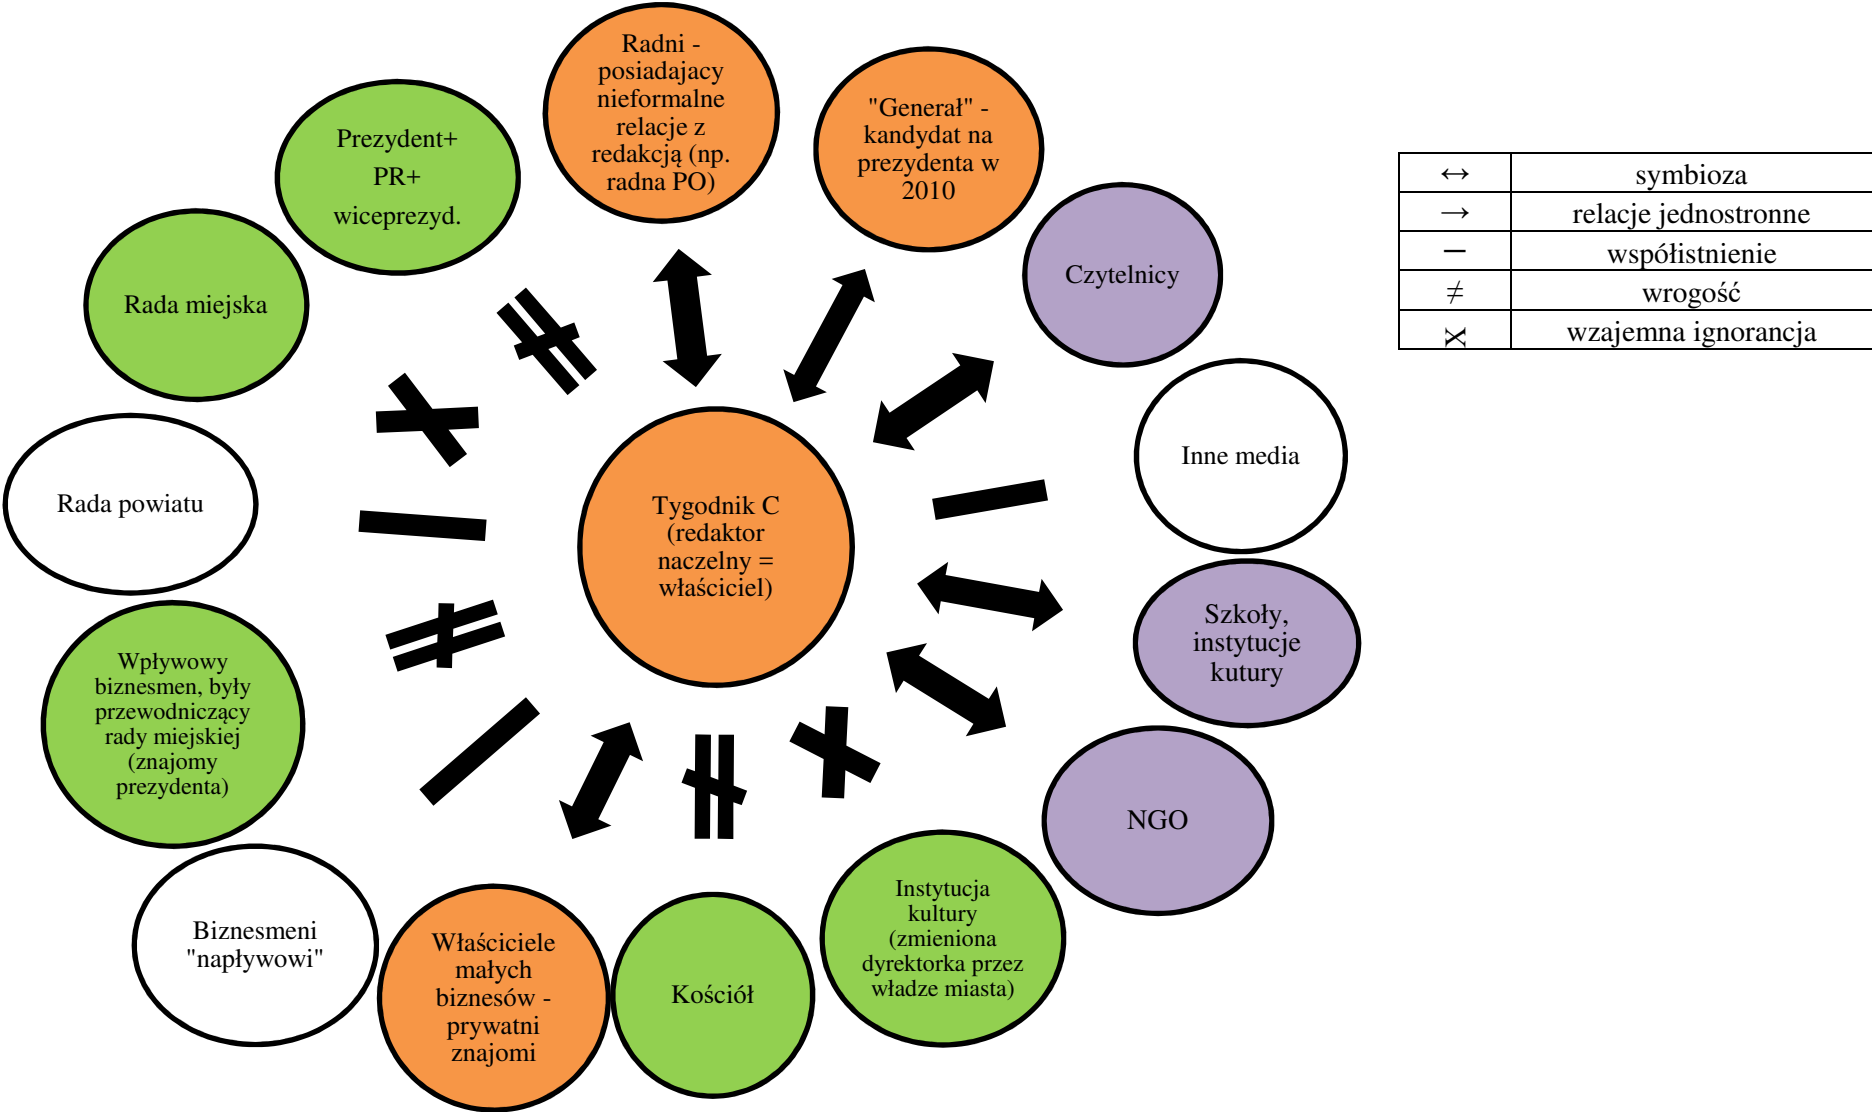 Radni -
posiadajacy
nieformalne
relacje z
redakcją (np.
radna PO)
"Generał" -
kandydat na
prezydenta w
2010
Czytelnicy
Inne media
Szkoły,
instytucje
kutury
NGO
Instytucja
kultury
(zmieniona
dyrektorka przez
władze miasta)
Kościół
Właściciele
małych
biznesów -
prywatni
znajomi
Biznesmeni
"napływowi"
Wpływowy
biznesmen, były
przewodniczący
rady miejskiej
(znajomy
prezydenta)
Rada powiatu
Rada miejska
Prezydent+
PR+
wiceprezyd.
Tygodnik C
(redaktor
naczelny =
właściciel)
↔ symbioza
→ relacje jednostronne
− współistnienie
≠ wrogość
⪥ wzajemna ignorancja